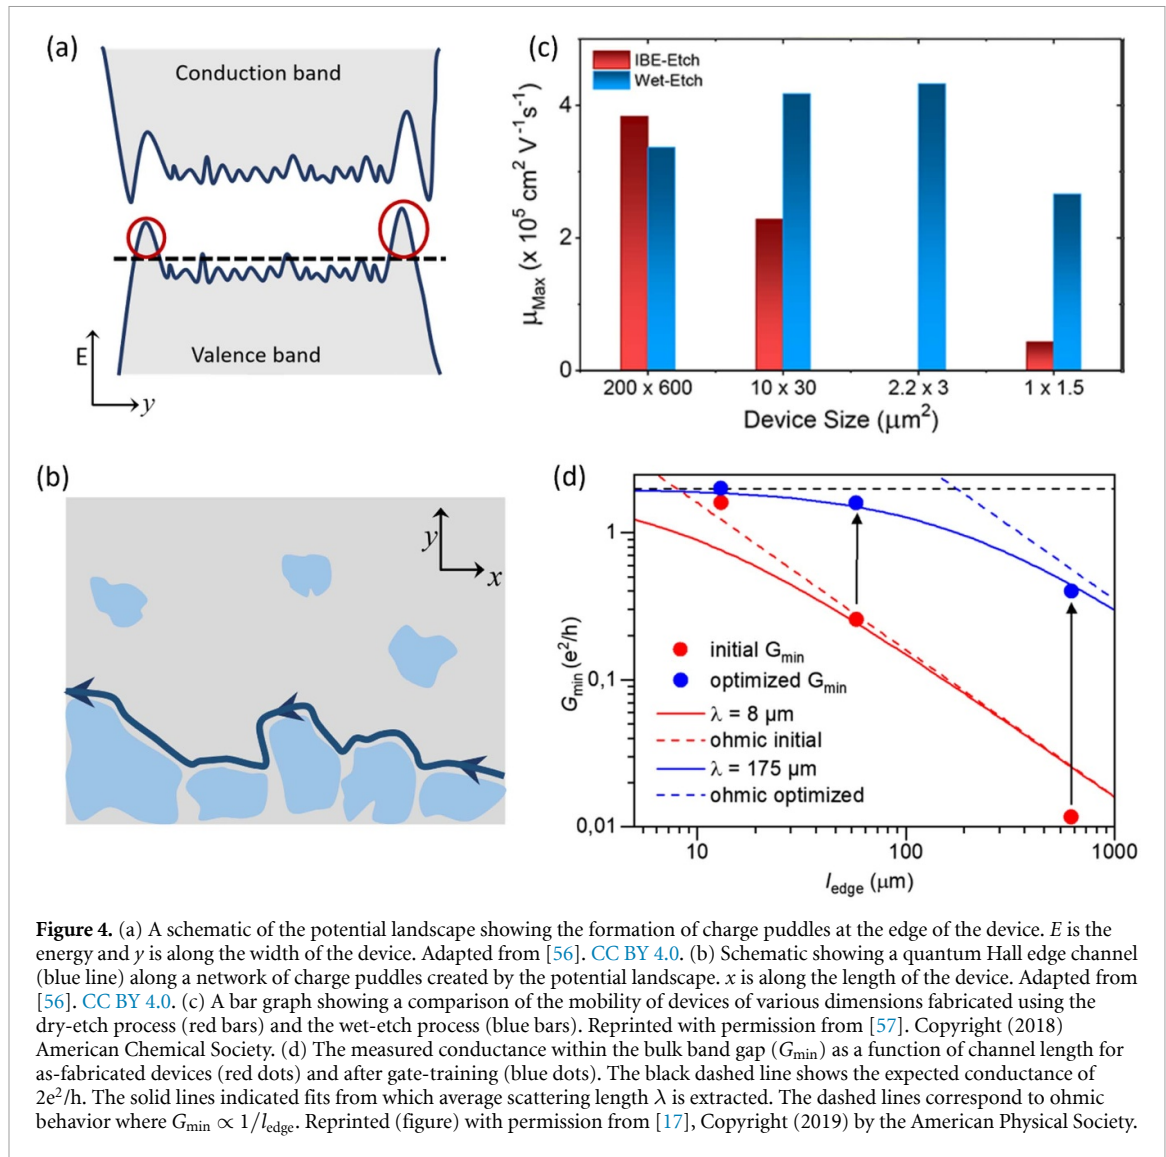 (a)
Conduction band
Valence band
E
y
(c)
IBE-Etch
Wet-Etch
μMax (x 10⁵ cm² V⁻¹s⁻¹)
4
2
0
200 x 600
10 x 30
2.2 x 3
1 x 1.5
Device Size (μm²)
(b)
y
x
(d)
Gmin (e²/h)
1
0,1
0,01
initial Gmin
optimized Gmin
λ = 8 μm
ohmic initial
λ = 175 μm
ohmic optimized
10
100
1000
ledge (μm)
Figure 4. (a) A schematic of the potential landscape showing the formation of charge puddles at the edge of the device. E is the
energy and y is along the width of the device. Adapted from [56]. CC BY 4.0. (b) Schematic showing a quantum Hall edge channel
(blue line) along a network of charge puddles created by the potential landscape. x is along the length of the device. Adapted from
[56]. CC BY 4.0. (c) A bar graph showing a comparison of the mobility of devices of various dimensions fabricated using the
dry-etch process (red bars) and the wet-etch process (blue bars). Reprinted with permission from [57]. Copyright (2018)
American Chemical Society. (d) The measured conductance within the bulk band gap (Gmin) as a function of channel length for
as-fabricated devices (red dots) and after gate-training (blue dots). The black dashed line shows the expected conductance of
2e²/h. The solid lines indicated fits from which average scattering length λ is extracted. The dashed lines correspond to ohmic
behavior where Gmin ∝ 1/ledge. Reprinted (figure) with permission from [17], Copyright (2019) by the American Physical Society.